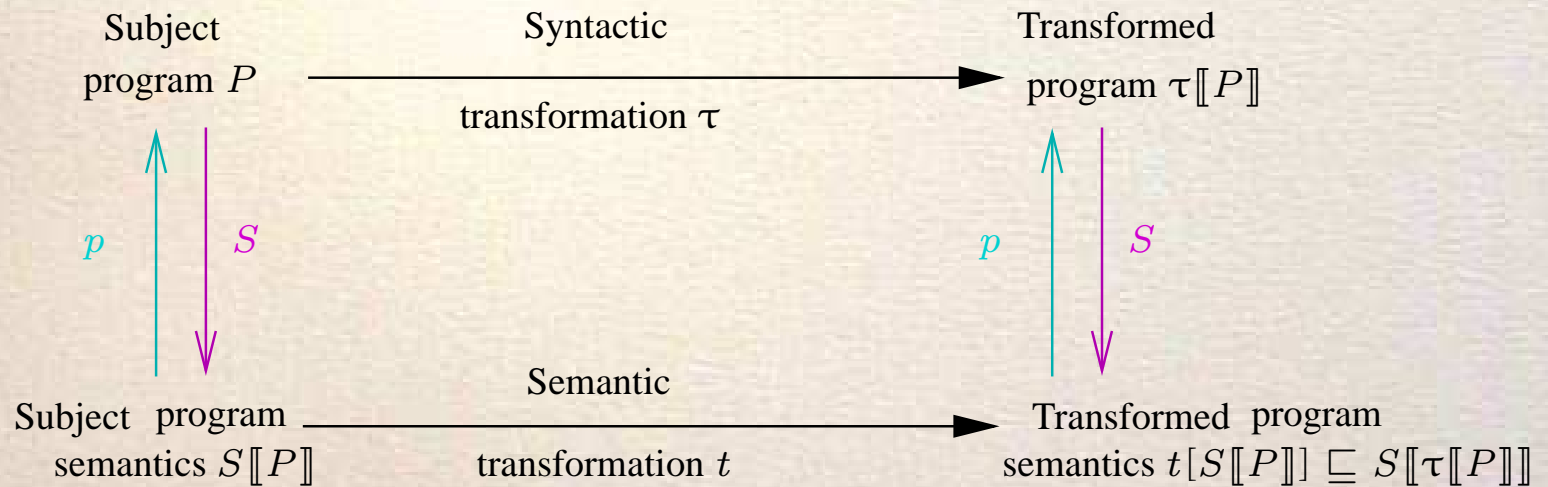 Subject
program P
Syntactic
transformation τ
Transformed
program τ⟦P⟧
p
S
p
S
Subject program
semantics S⟦P⟧
Semantic
transformation t
Transformed program
semantics t[S⟦P⟧] ⊑ S⟦τ⟦P⟧⟧